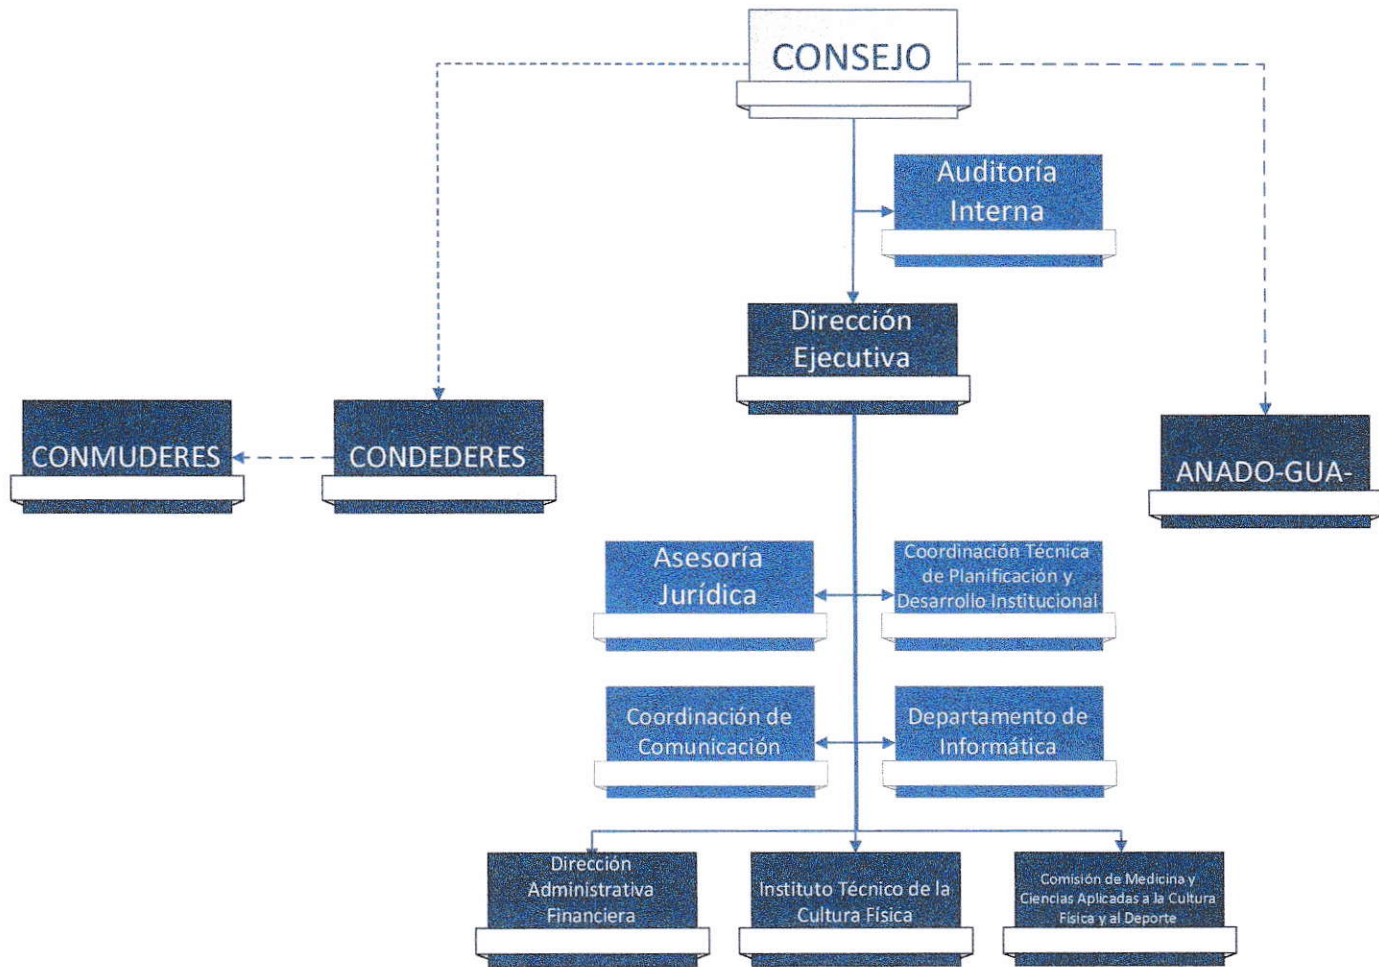 CONSEJO
Auditoría
Interna
Dirección
Ejecutiva
CONMUDERES
CONDEDERES
ANADO-GUA-
Asesoría
Jurídica
Coordinación Técnica
de Planificación y
Desarrollo Institucional
Coordinación de
Comunicación
Departamento de
Informática
Dirección
Administrativa
Financiera
Instituto Técnico de la
Cultura Física
Comisión de Medicina y
Ciencias Aplicadas a la Cultura
Física y al Deporte